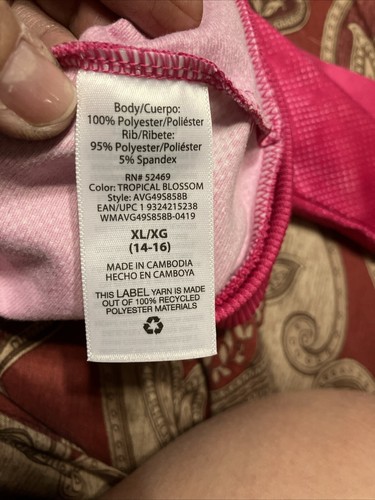 Body/Cuerpo:
100% Polyester/Poliéster
Rib/Ribete:
95% Polyester/Poliéster
5% Spandex
RN# 52469
Color: TROPICAL BLOSSOM
Style: AVG49S858B
EAN/UPC 1 9324215238
WMAVG49S858B-0419
XL/XG
(14-16)
MADE IN CAMBODIA
HECHO EN CAMBOYA
THIS LABEL YARN IS MADE
OUT OF 100% RECYCLED
POLYESTER MATERIALS